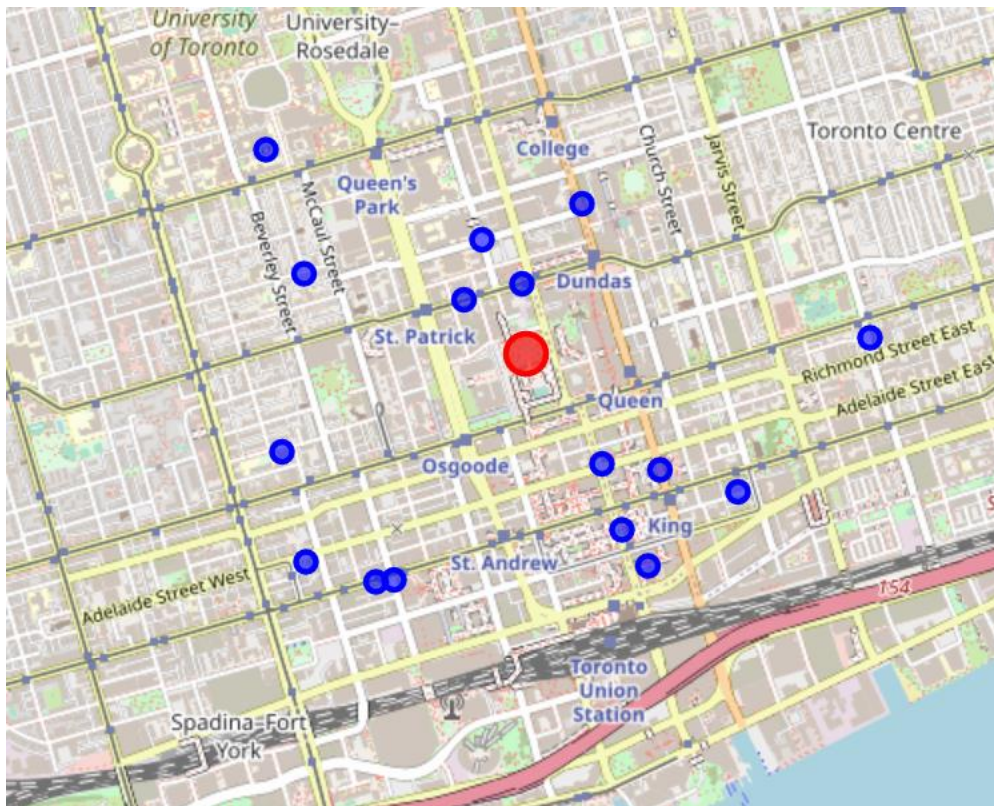 University
of Toronto
University–
Rosedale
Toronto Centre
College
Church Street
Jarvis Street
Queen's
Park
McCaul Street
Beverley Street
Dundas
St. Patrick
Richmond Street East
Adelaide Street East
Queen
Osgoode
King
St. Andrew
Adelaide Street West
154
Toronto
Union
Station
Spadina–Fort
York